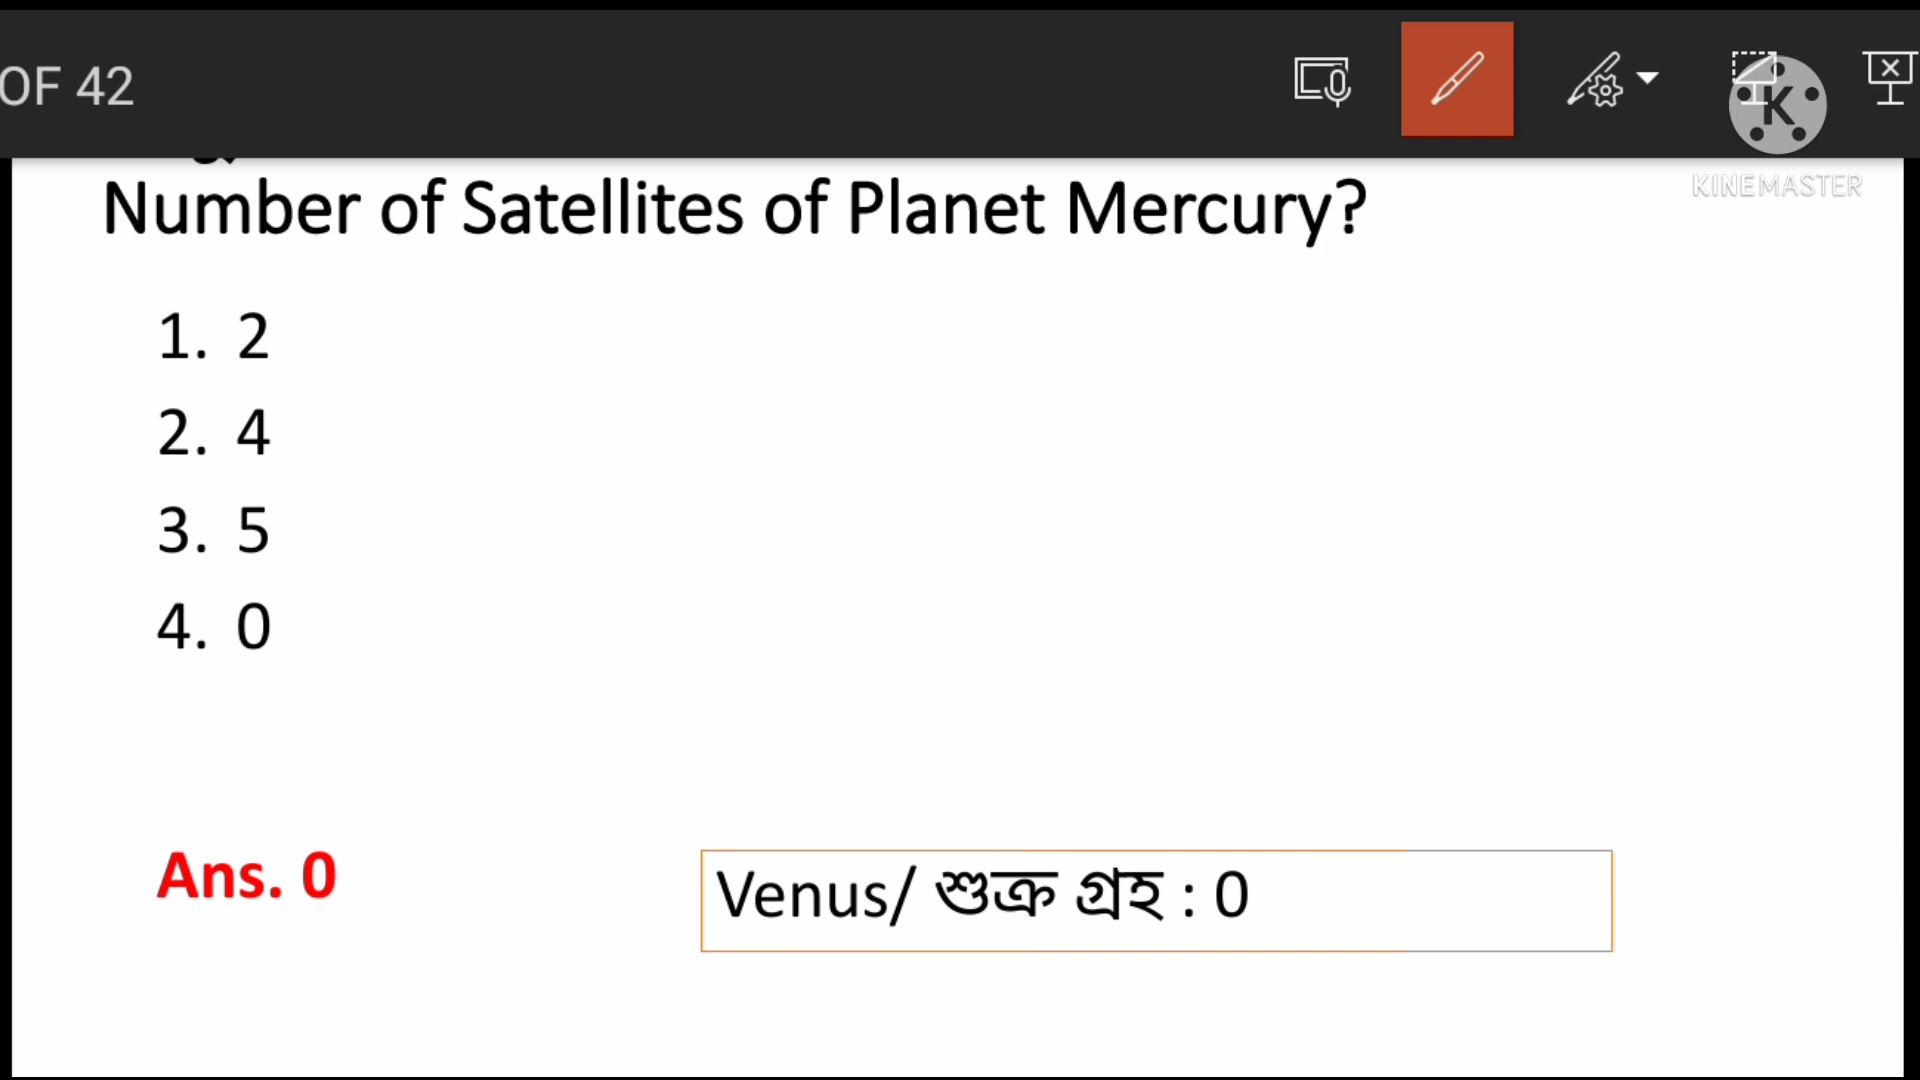 OF 42
K
KINEMASTER
Number of Satellites of Planet Mercury?
1. 2
2. 4
3. 5
4. 0
Ans. 0
Venus/ শুক্র গ্রহ : 0